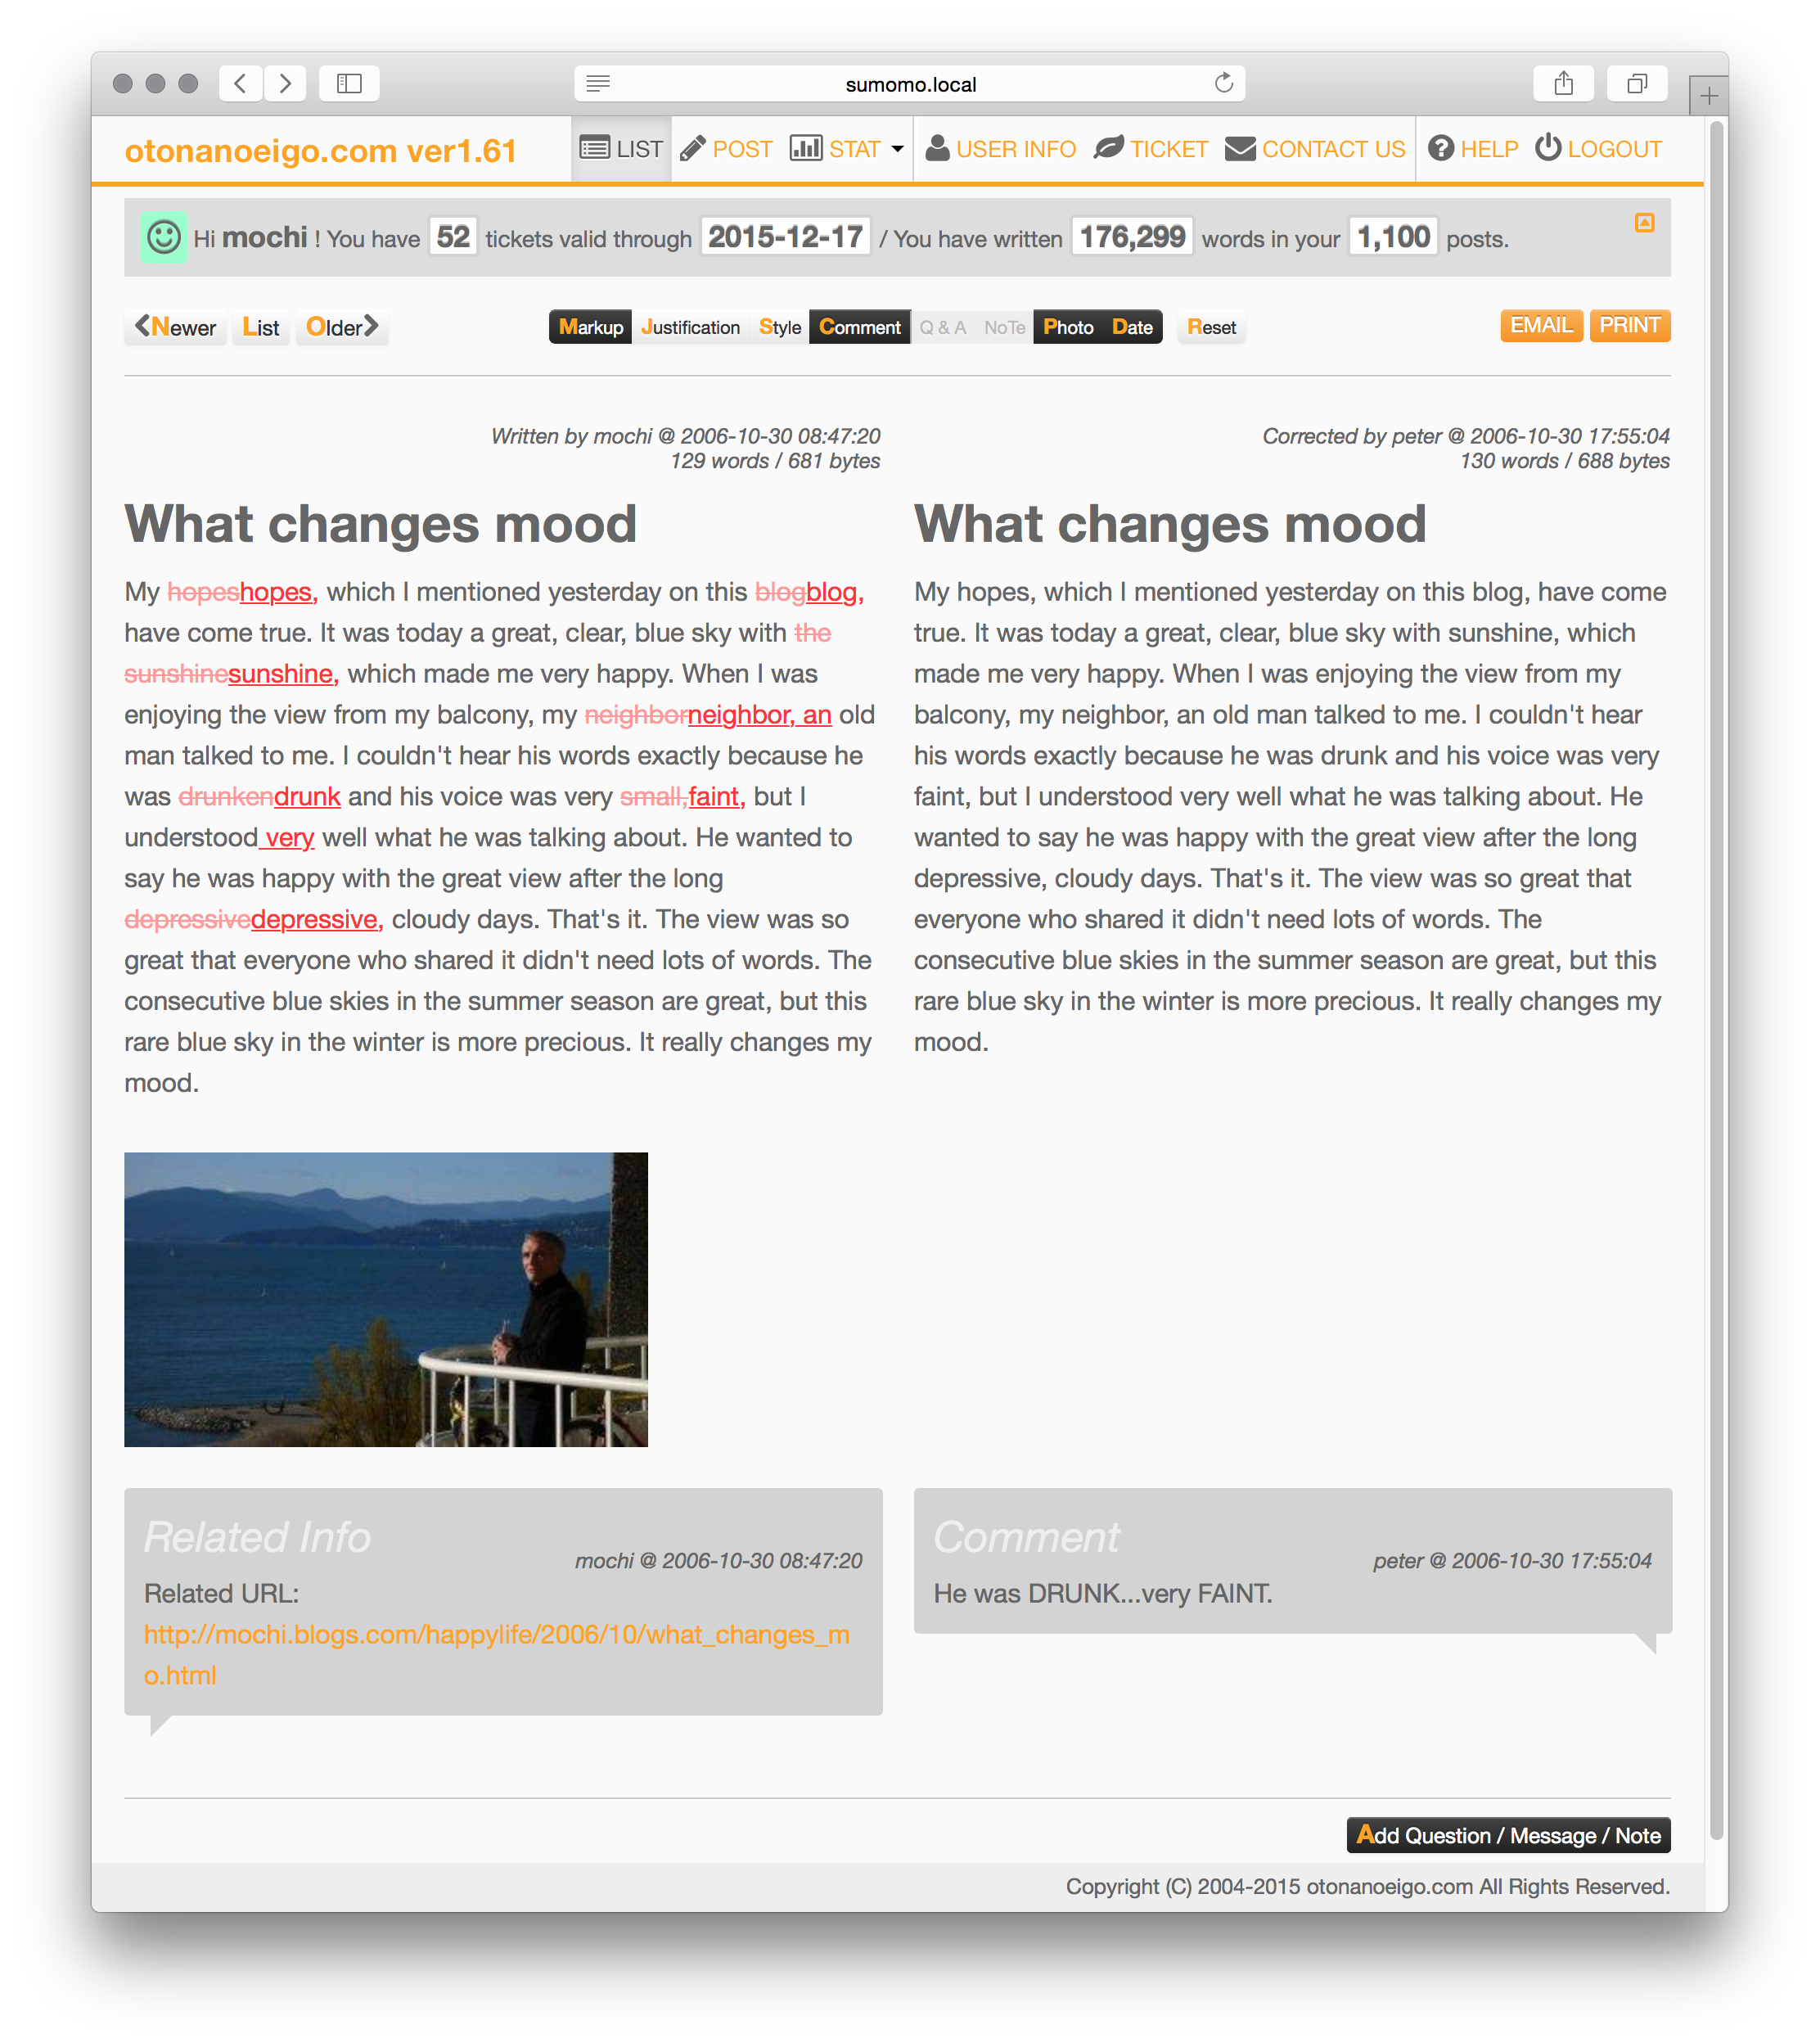 sumomo.local
otonanoeigo.com ver1.61 LIST POST STAT USER INFO TICKET CONTACT US HELP LOGOUT
Hi mochi ! You have 52 tickets valid through 2015-12-17 / You have written 176,299 words in your 1,100 posts.
Newer List Older Markup Justification Style Comment Q & A NoTe Photo Date Reset EMAIL PRINT
Written by mochi @ 2006-10-30 08:47:20
129 words / 681 bytes
What changes mood
My hopeshopes, which I mentioned yesterday on this blogblog,
have come true. It was today a great, clear, blue sky with the
sunshinesunshine, which made me very happy. When I was
enjoying the view from my balcony, my neighborneighbor, an old
man talked to me. I couldn't hear his words exactly because he
was drunkendrunk and his voice was very small,faint, but I
understood very well what he was talking about. He wanted to
say he was happy with the great view after the long
depressivedepressive, cloudy days. That's it. The view was so
great that everyone who shared it didn't need lots of words. The
consecutive blue skies in the summer season are great, but this
rare blue sky in the winter is more precious. It really changes my
mood.
Corrected by peter @ 2006-10-30 17:55:04
130 words / 688 bytes
What changes mood
My hopes, which I mentioned yesterday on this blog, have come
true. It was today a great, clear, blue sky with sunshine, which
made me very happy. When I was enjoying the view from my
balcony, my neighbor, an old man talked to me. I couldn't hear
his words exactly because he was drunk and his voice was very
faint, but I understood very well what he was talking about. He
wanted to say he was happy with the great view after the long
depressive, cloudy days. That's it. The view was so great that
everyone who shared it didn't need lots of words. The
consecutive blue skies in the summer season are great, but this
rare blue sky in the winter is more precious. It really changes my
mood.
Related Info
mochi @ 2006-10-30 08:47:20
Related URL:
http://mochi.blogs.com/happylife/2006/10/what_changes_m
o.html
Comment
peter @ 2006-10-30 17:55:04
He was DRUNK...very FAINT.
Add Question / Message / Note
Copyright (C) 2004-2015 otonanoeigo.com All Rights Reserved.